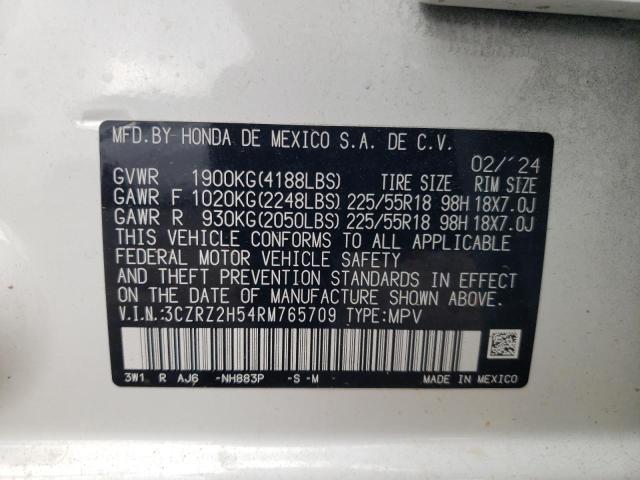 MFD.BY HONDA DE MEXICO S.A. DE C.V.
02/'24
GVWR 1900KG(4188LBS) TIRE SIZE RIM SIZE
GAWR F 1020KG(2248LBS) 225/55R18 98H 18X7.0J
GAWR R 930KG(2050LBS) 225/55R18 98H 18X7.0J
THIS VEHICLE CONFORMS TO ALL APPLICABLE
FEDERAL MOTOR VEHICLE SAFETY
AND THEFT PREVENTION STANDARDS IN EFFECT
ON THE DATE OF MANUFACTURE SHOWN ABOVE.
V.I.N.:3CZRZ2H54RM765709 TYPE:MPV
3W1 R AJ6 -NH883P -S -M MADE IN MEXICO